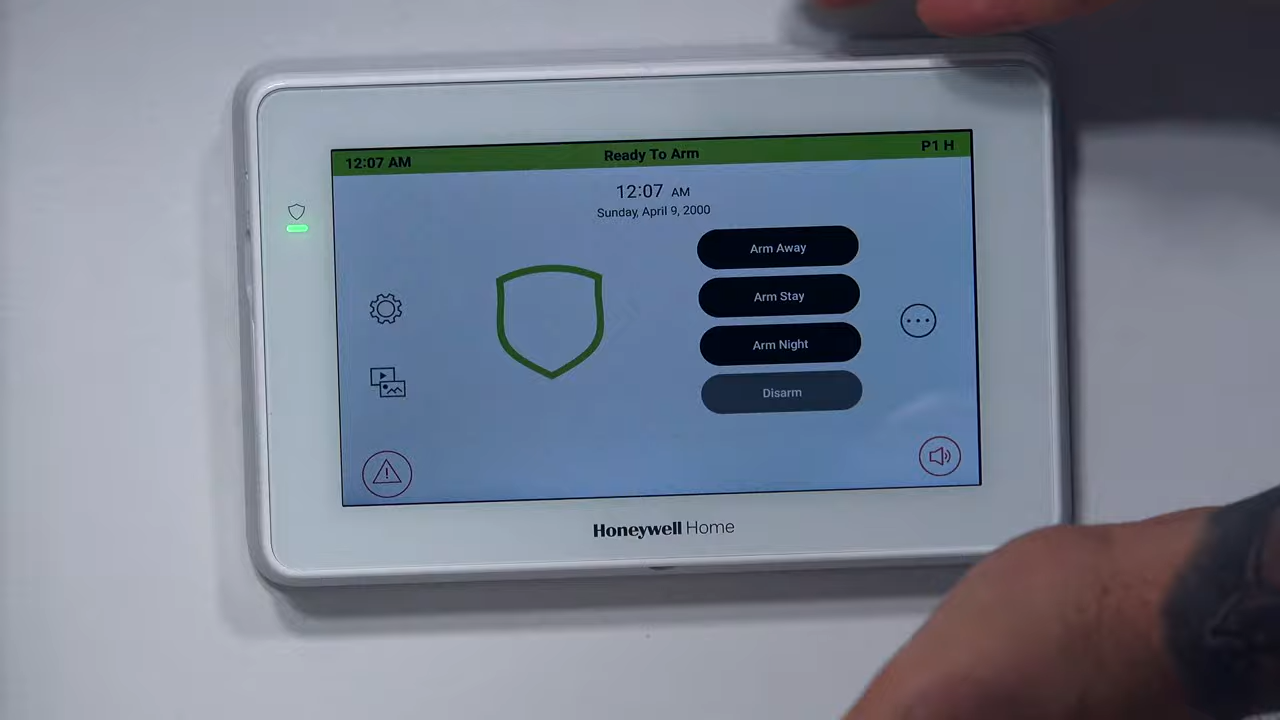 12:07 AM
Ready To Arm
P1 H
12:07 AM
Sunday, April 9, 2000
Arm Away
Arm Stay
Arm Night
Disarm
Honeywell Home